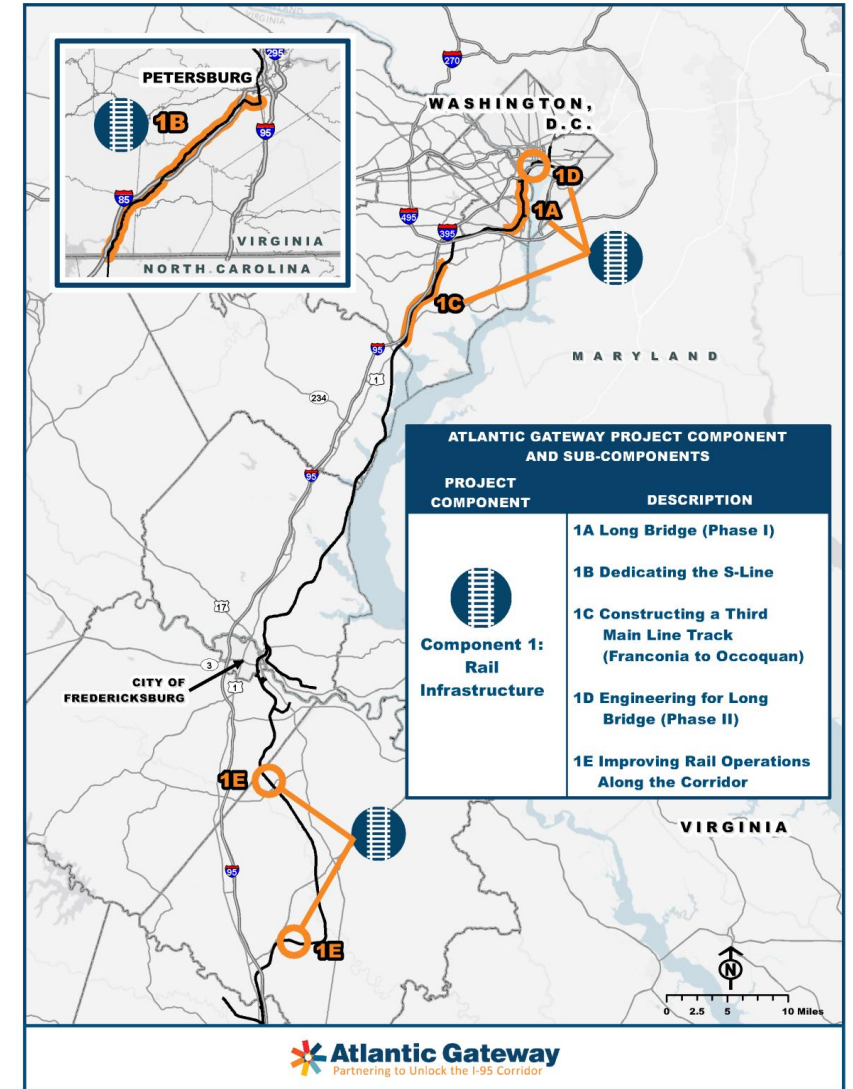 VIRGINIA
295
PETERSBURG
1B
95
85
VIRGINIA
NORTH CAROLINA
270
WASHINGTON,
D.C.
1D
1A
495
395
1C
95
1
MARYLAND
234
95
ATLANTIC GATEWAY PROJECT COMPONENT
AND SUB-COMPONENTS
PROJECT
COMPONENT
DESCRIPTION
1A Long Bridge (Phase I)
1B Dedicating the S-Line
1C Constructing a Third
Main Line Track
(Franconia to Occoquan)
1D Engineering for Long
Bridge (Phase II)
1E Improving Rail Operations
Along the Corridor
Component 1:
Rail
Infrastructure
17
3
CITY OF
FREDERICKSBURG
1
1E
VIRGINIA
95
1E
N
0 2.5 5 10 Miles
Atlantic Gateway
Partnering to Unlock the I-95 Corridor